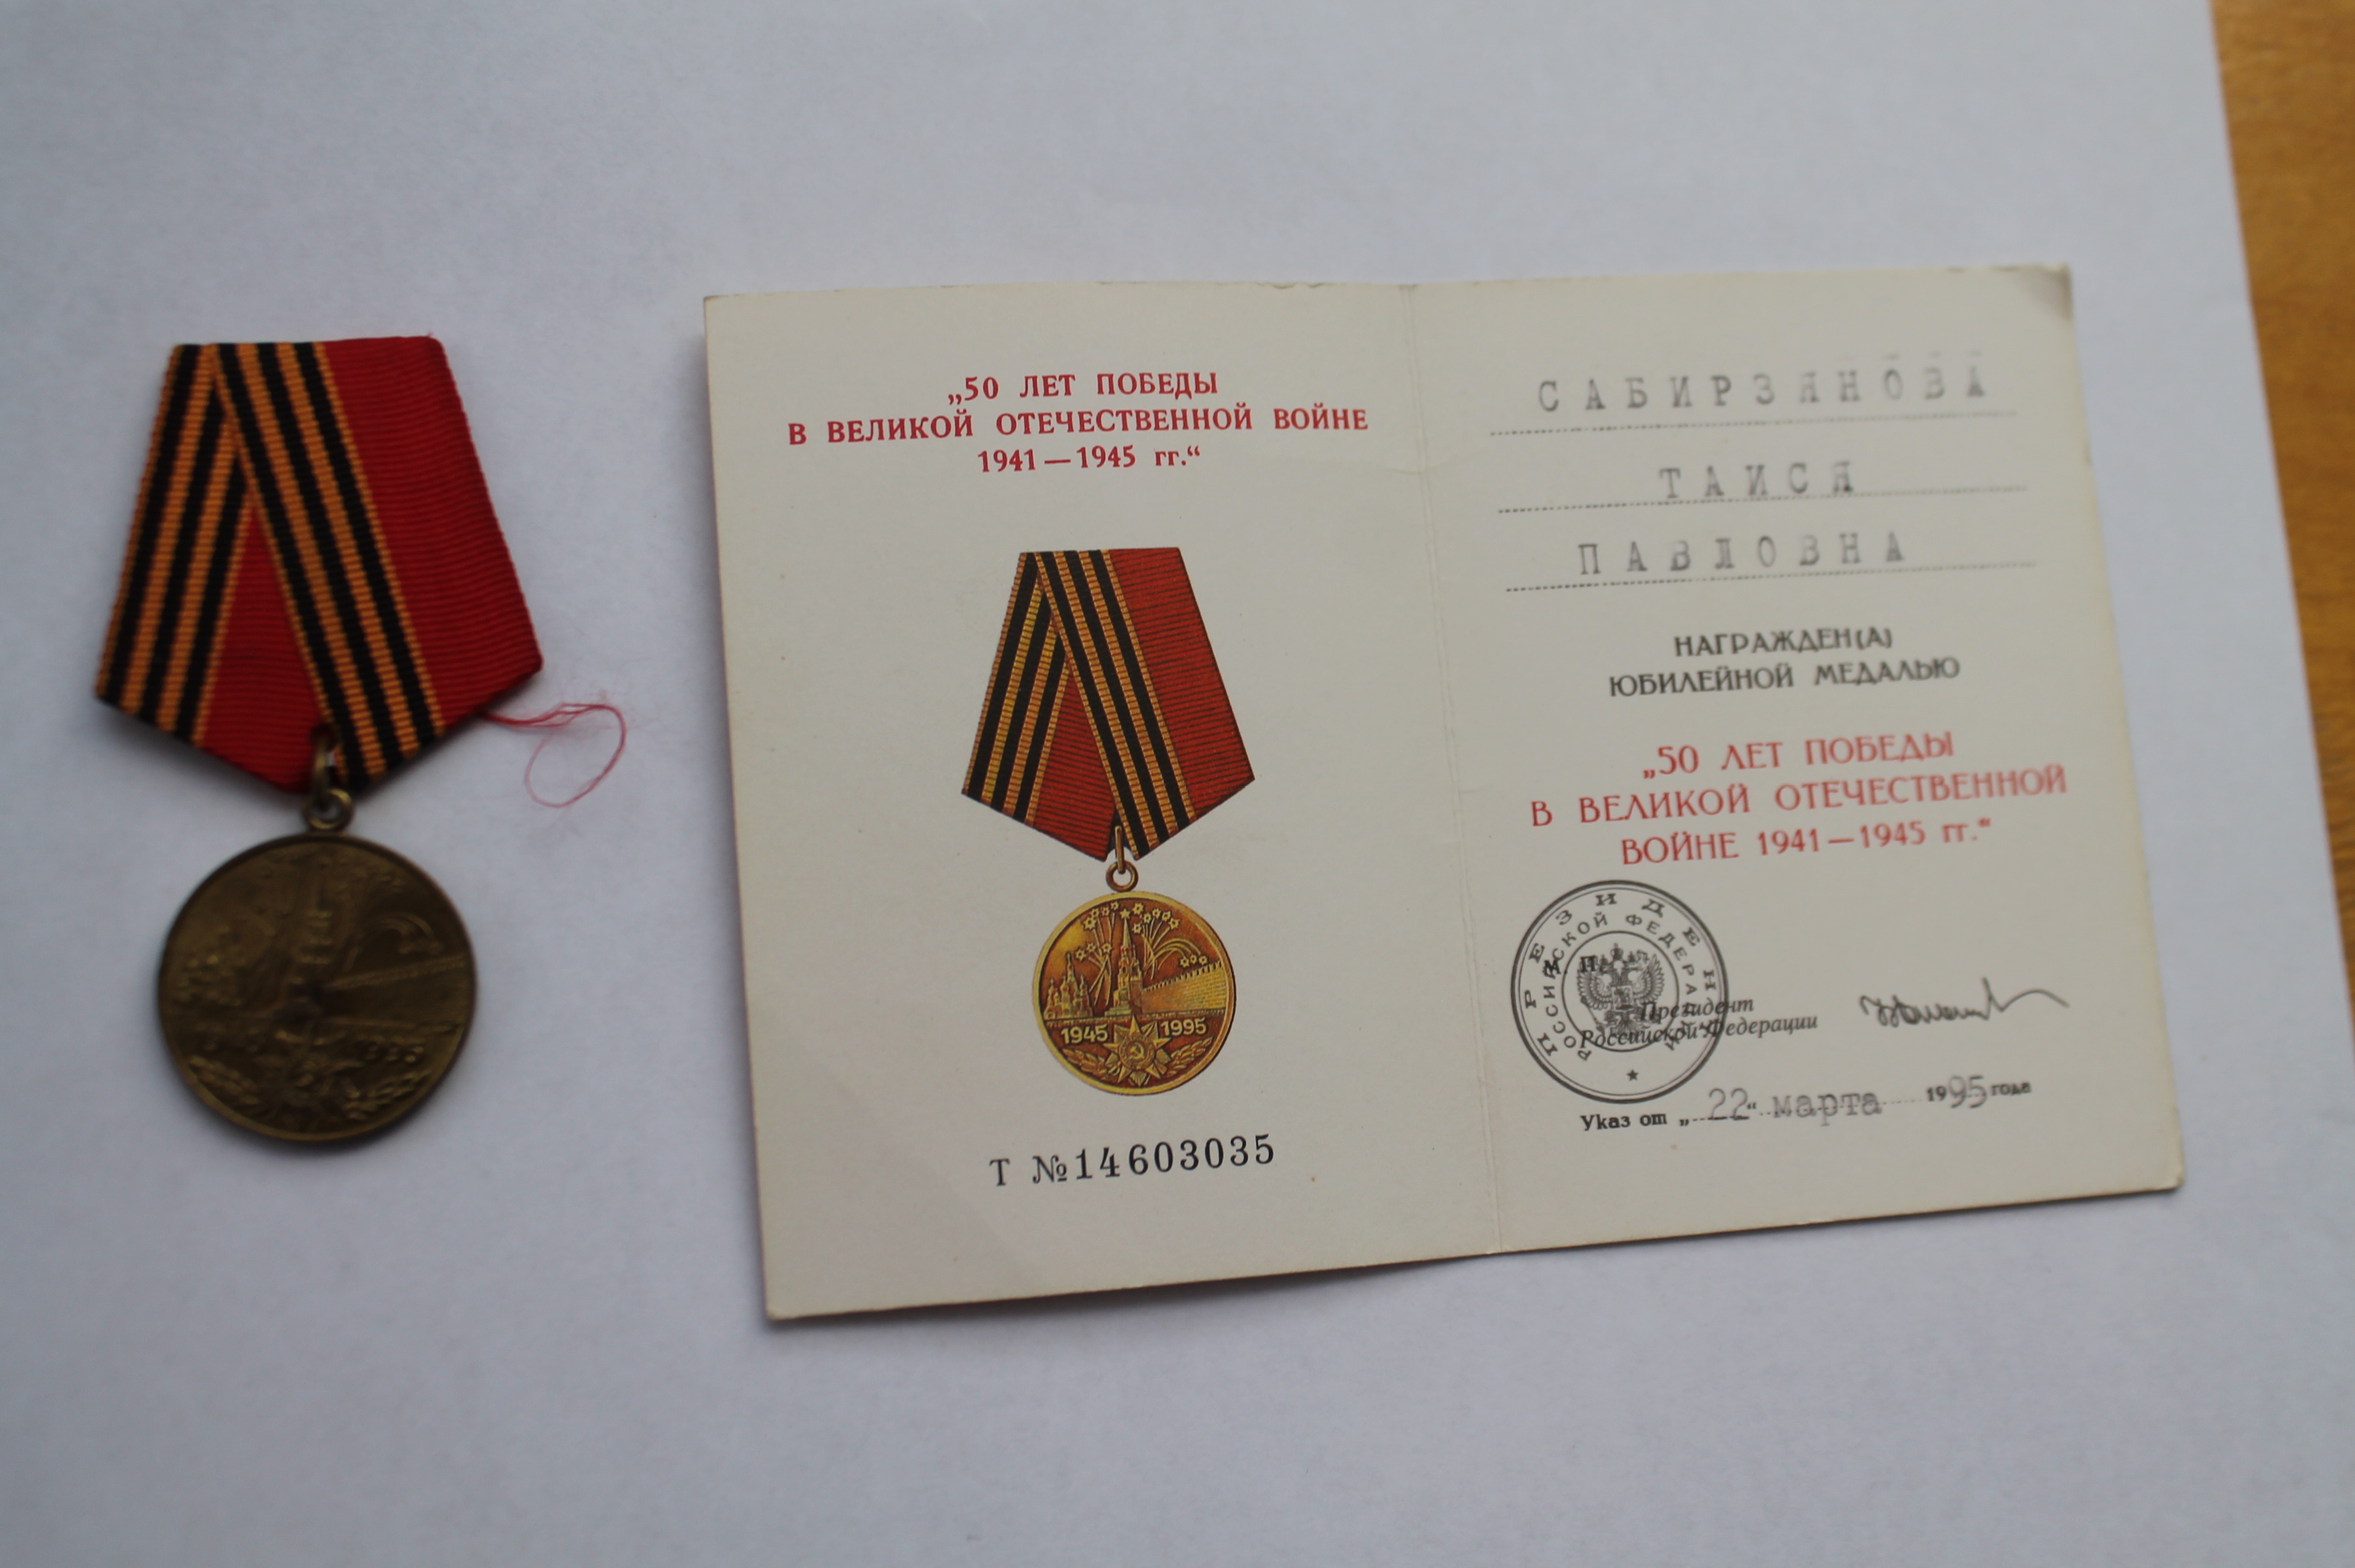 „50 ЛЕТ ПОБЕДЫ
В ВЕЛИКОЙ ОТЕЧЕСТВЕННОЙ ВОЙНЕ
1941—1945 гг.“
1945 1995
Т №14603035
САБИРЗЯНОВА
ТАИСЯ
ПАВЛОВНА
НАГРАЖДЕН(А)
ЮБИЛЕЙНОЙ МЕДАЛЬЮ
„50 ЛЕТ ПОБЕДЫ
В ВЕЛИКОЙ ОТЕЧЕСТВЕННОЙ
ВОЙНЕ 1941—1945 гг.“
ПРЕЗИДЕНТ
РОССИЙСКОЙ ФЕДЕРАЦИИ
М. П.
Президент
Российской Федерации
Указ от „22“ марта 1995 года
1995